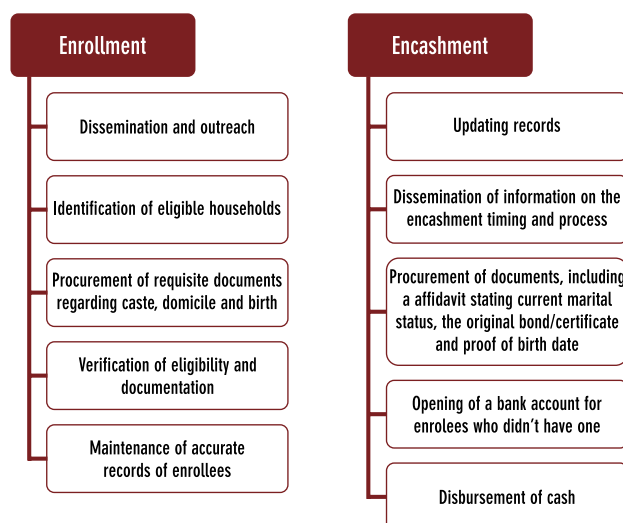 Enrollment
Dissemination and outreach
Identification of eligible households
Procurement of requisite documents
regarding caste, domicile and birth
Verification of eligibility and
documentation
Maintenance of accurate
records of enrollees
Encashment
Updating records
Dissemination of information on the
encashment timing and process
Procurement of documents, including
a affidavit stating current marital
status, the original bond/certificate
and proof of birth date
Opening of a bank account for
enrolees who didn’t have one
Disbursement of cash